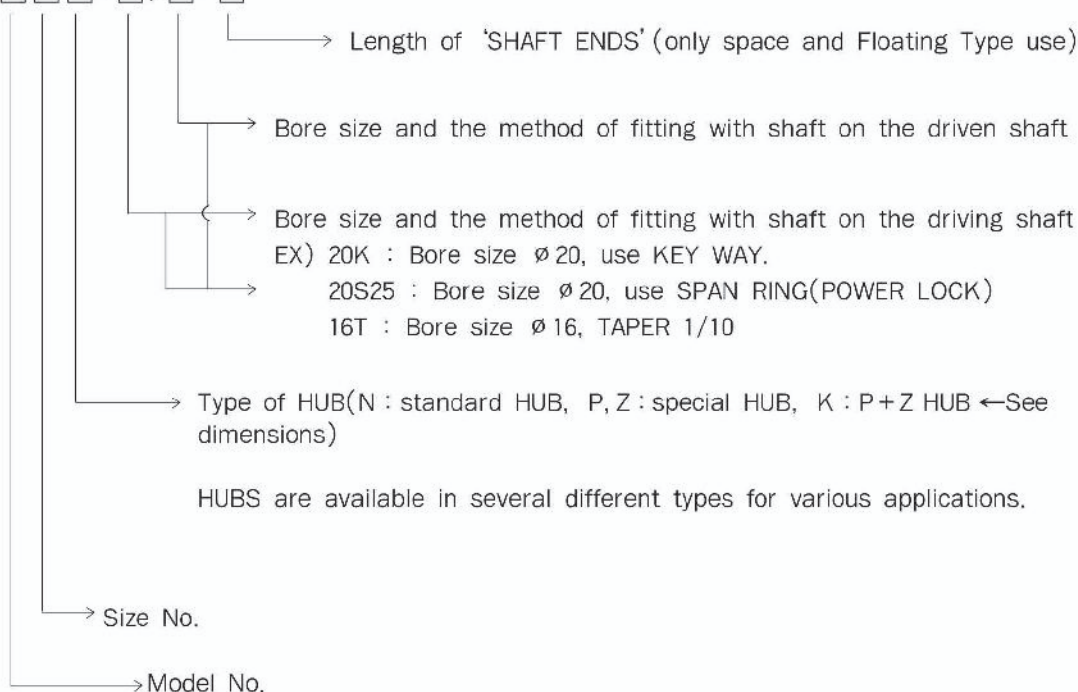 Length of 'SHAFT ENDS' (only space and Floating Type use)
Bore size and the method of fitting with shaft on the driven shaft
Bore size and the method of fitting with shaft on the driving shaft
EX) 20K : Bore size Ø20, use KEY WAY.
20S25 : Bore size Ø20, use SPAN RING(POWER LOCK)
16T : Bore size Ø16, TAPER 1/10
Type of HUB(N : standard HUB, P, Z : special HUB, K : P+Z HUB ←See
dimensions)
HUBS are available in several different types for various applications.
Size No.
Model No.